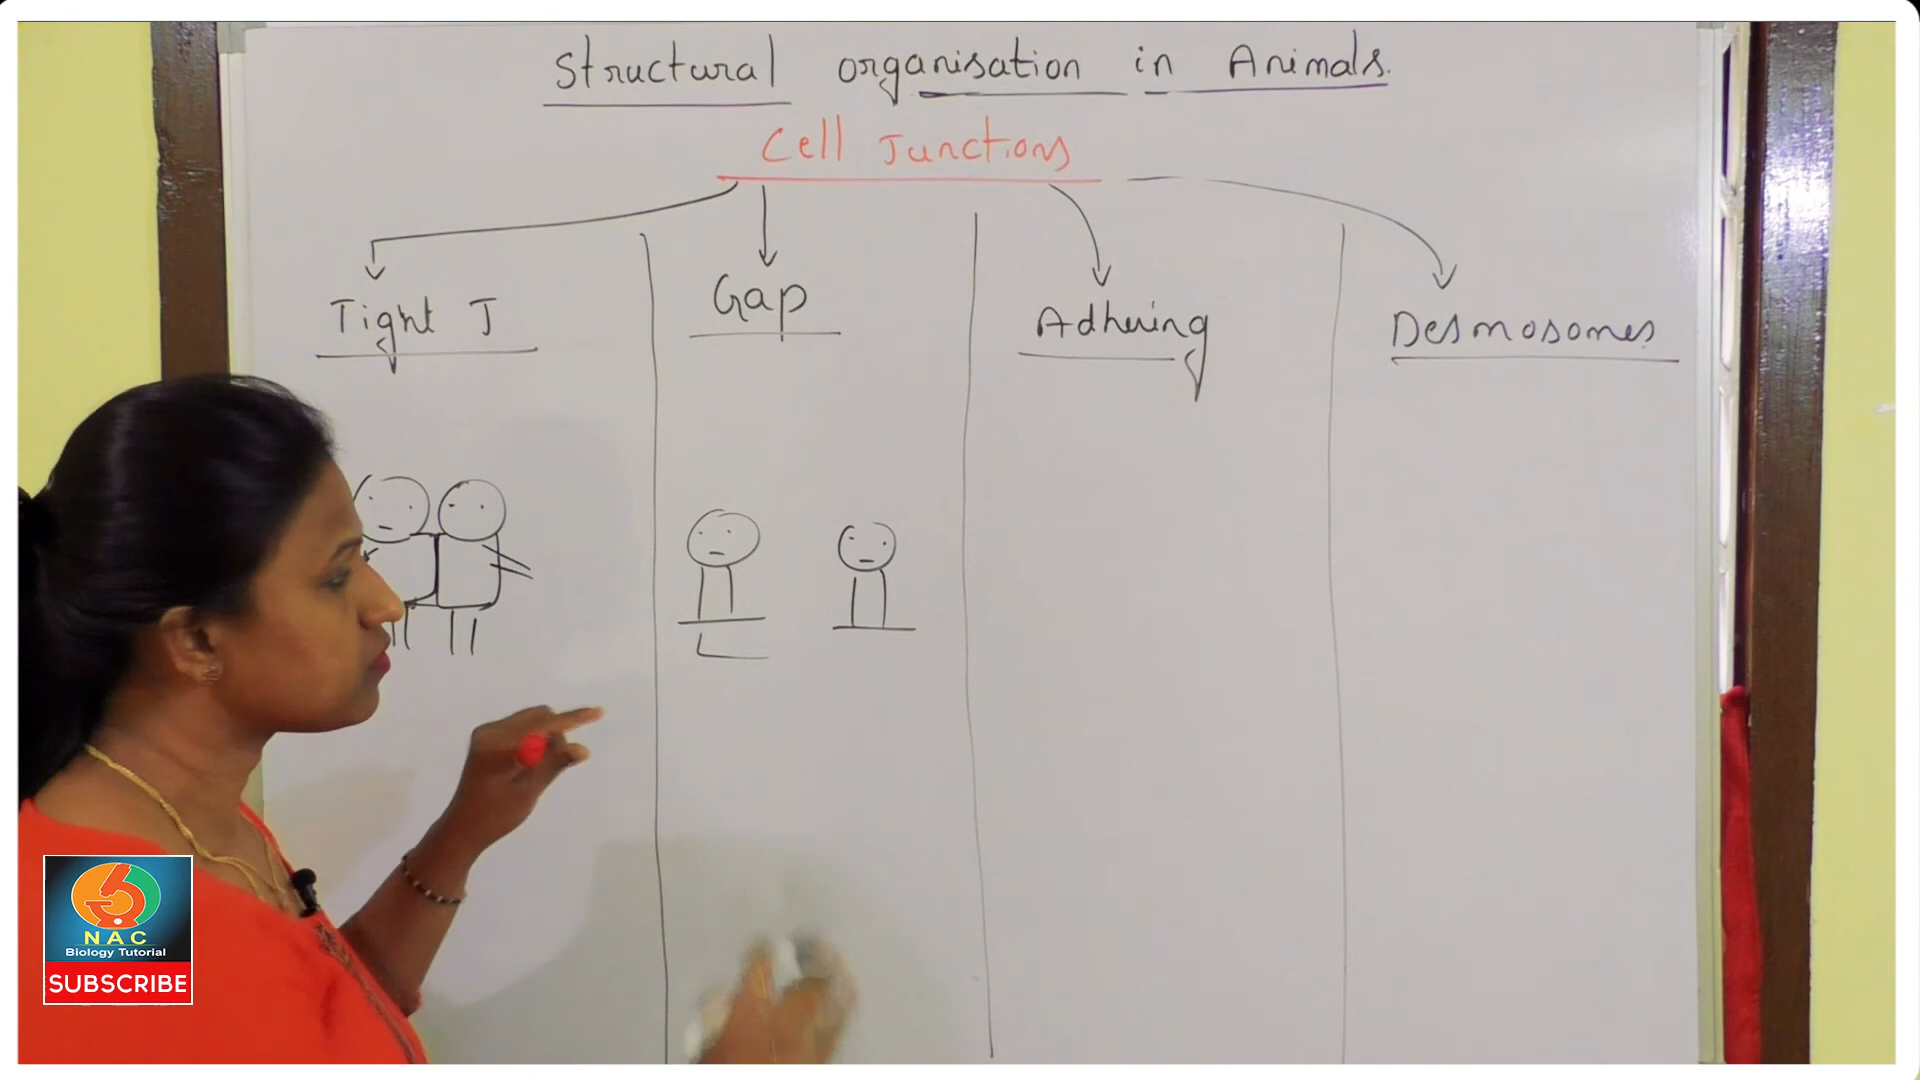 Structural organisation in Animals.
Cell Junctions
Tight J
Gap
Adhering
Desmosomes
NAC
Biology Tutorial
SUBSCRIBE